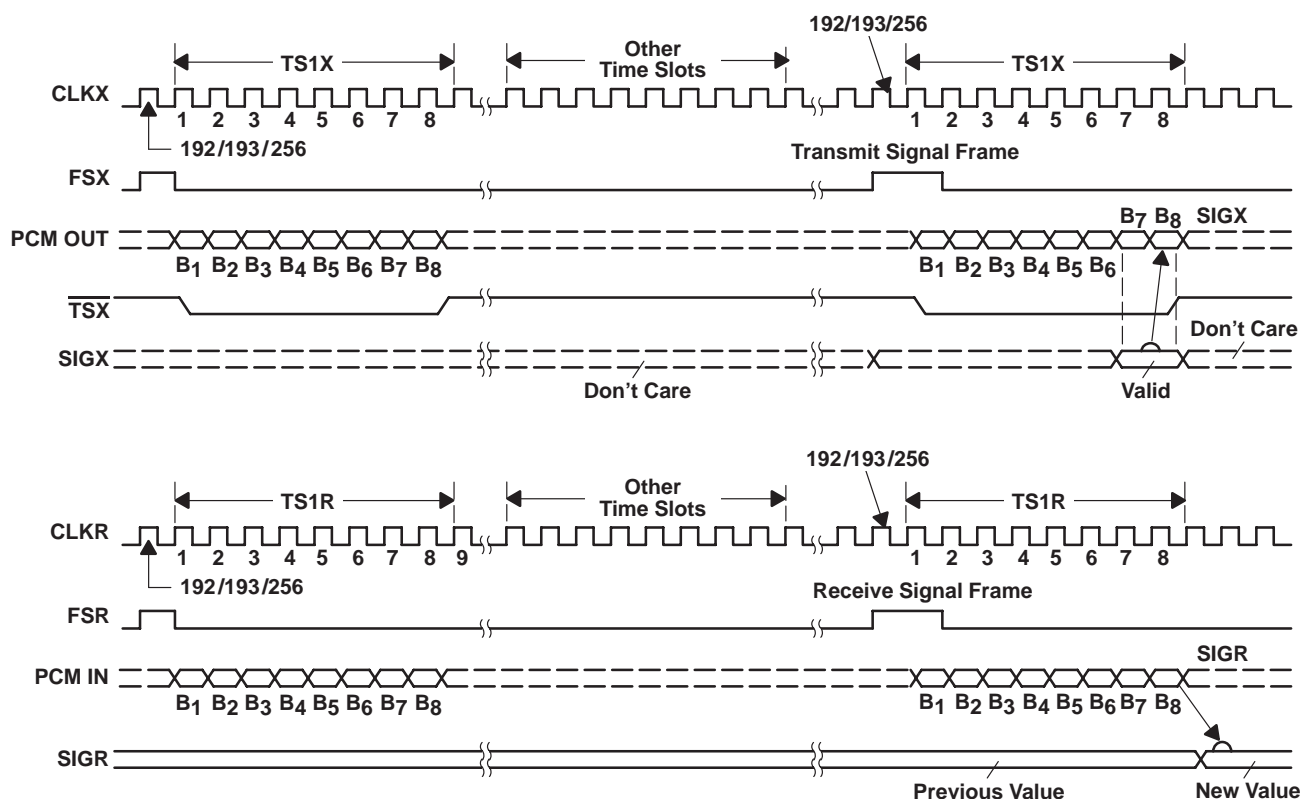 192/193/256
TS1X
Other
Time Slots
TS1X
CLKX
1 2 3 4 5 6 7 8
1 2 3 4 5 6 7 8
192/193/256
Transmit Signal Frame
FSX
B7 B8 SIGX
PCM OUT
B1 B2 B3 B4 B5 B6 B7 B8
B1 B2 B3 B4 B5 B6
TSX
Don't Care
SIGX
Don't Care
Valid
192/193/256
TS1R
Other
Time Slots
TS1R
CLKR
1 2 3 4 5 6 7 8 9
1 2 3 4 5 6 7 8
192/193/256
Receive Signal Frame
FSR
SIGR
PCM IN
B1 B2 B3 B4 B5 B6 B7 B8
B1 B2 B3 B4 B5 B6 B7 B8
SIGR
Previous Value
New Value